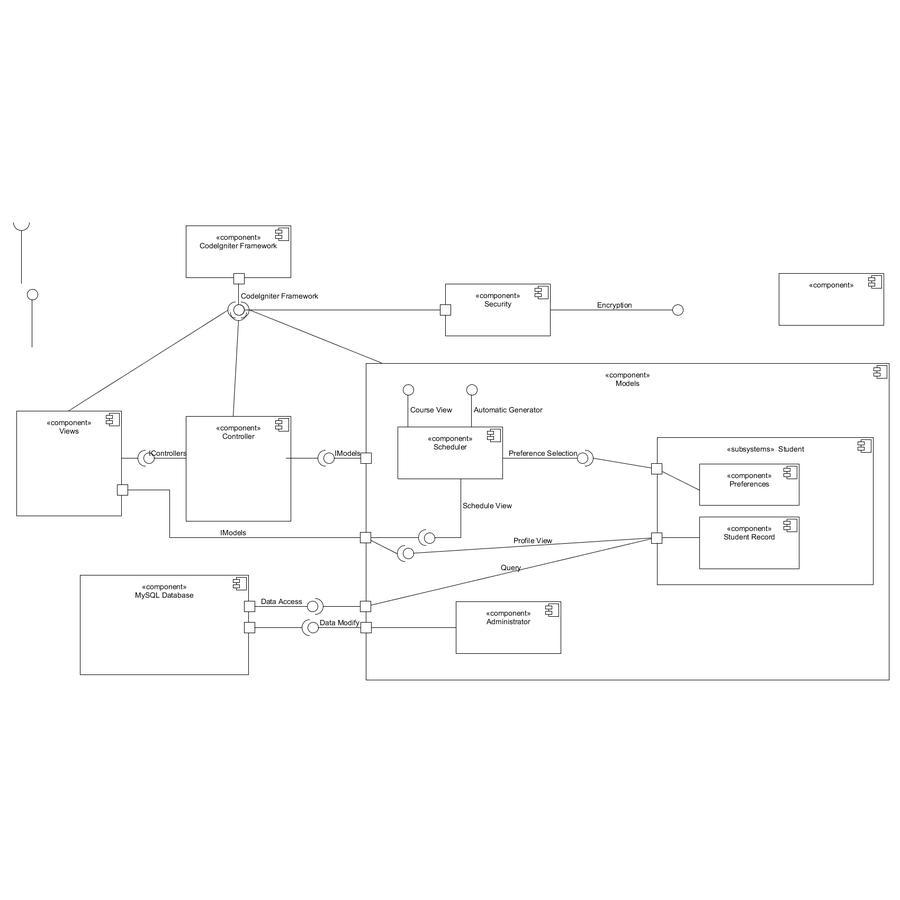 «component»
CodeIgniter Framework
CodeIgniter Framework
«component»
Security
Encryption
«component»
«component»
Models
Course View
Automatic Generator
«component»
Views
IControllers
«component»
Controller
IModels
«component»
Scheduler
Preference Selection
«subsystems» Student
«component»
Preferences
Schedule View
«component»
Student Record
IModels
Profile View
Query
«component»
MySQL Database
Data Access
Data Modify
«component»
Administrator